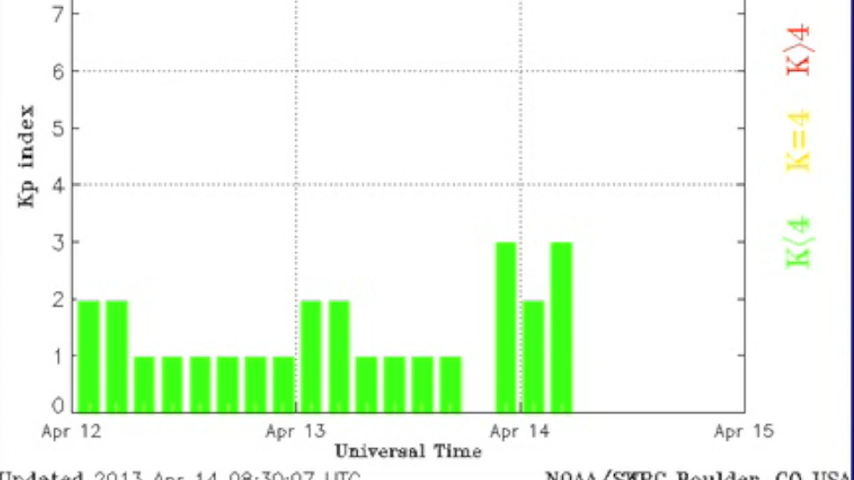 7
6
5
4
3
2
1
0
Kp index
Apr 12
Apr 13
Apr 14
Apr 15
Universal Time
Updated 2013 Apr 14 08:30:07 UTC
NOAA/SWPC Boulder, CO USA
K>4
K=4
K<4